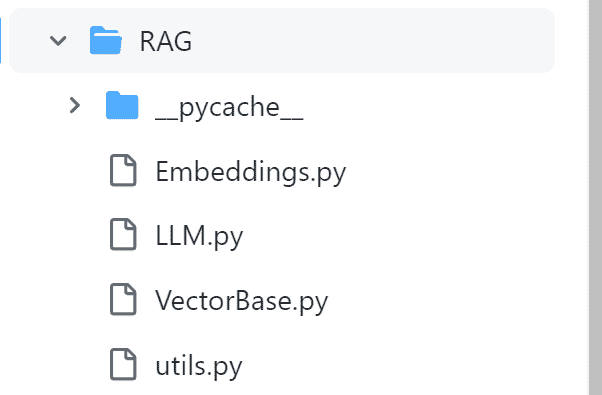 RAG
__pycache__
Embeddings.py
LLM.py
VectorBase.py
utils.py